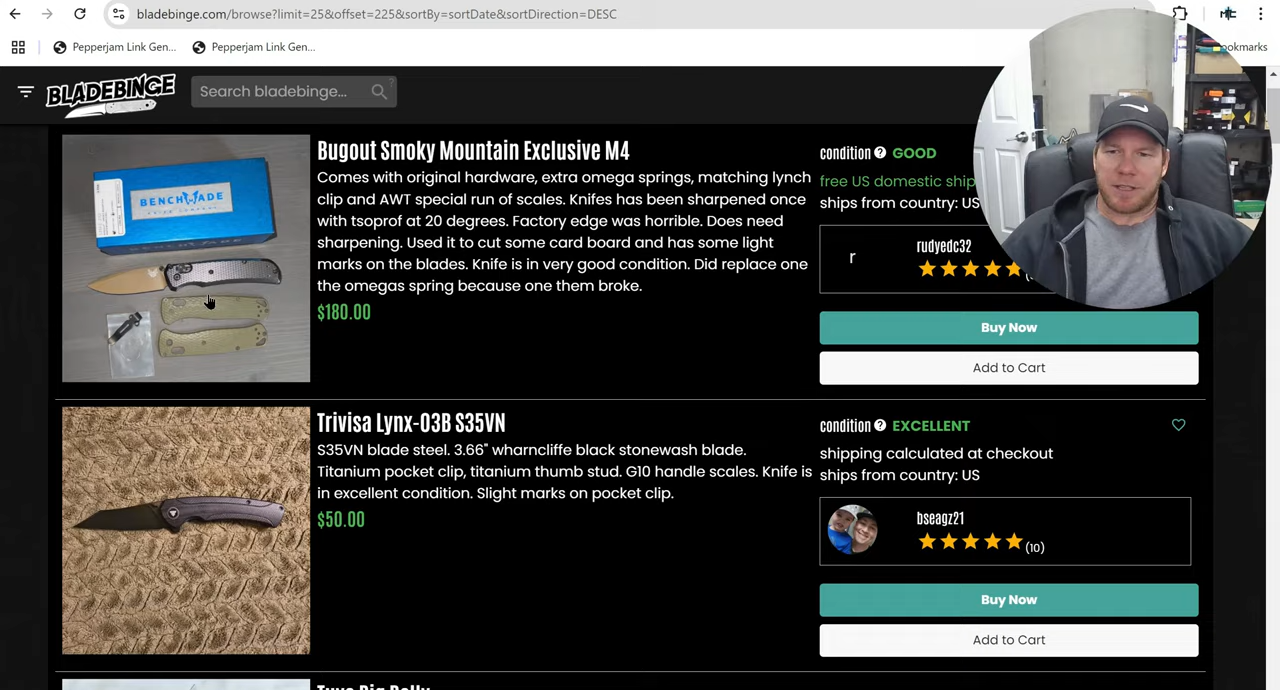 bladebinge.com/browse?limit=25&offset=225&sortBy=sortDate&sortDirection=DESC
Pepperjam Link Gen...
Pepperjam Link Gen...
ookmarks
BLADEBINGE
Search bladebinge...
BENCHMADE
Bugout Smoky Mountain Exclusive M4
Comes with original hardware, extra omega springs, matching lynch
clip and AWT special run of scales. Knifes has been sharpened once
with tsoprof at 20 degrees. Factory edge was horrible. Does need
sharpening. Used it to cut some card board and has some light
marks on the blades. Knife is in very good condition. Did replace one
the omegas spring because one them broke.
$180.00
condition ? GOOD
free US domestic ship
ships from country: US
r
rudyedc32
Buy Now
Add to Cart
Trivisa Lynx-03B S35VN
S35VN blade steel. 3.66" wharncliffe black stonewash blade.
Titanium pocket clip, titanium thumb stud. G10 handle scales. Knife is
in excellent condition. Slight marks on pocket clip.
$50.00
condition ? EXCELLENT
shipping calculated at checkout
ships from country: US
bseagz21
(10)
Buy Now
Add to Cart